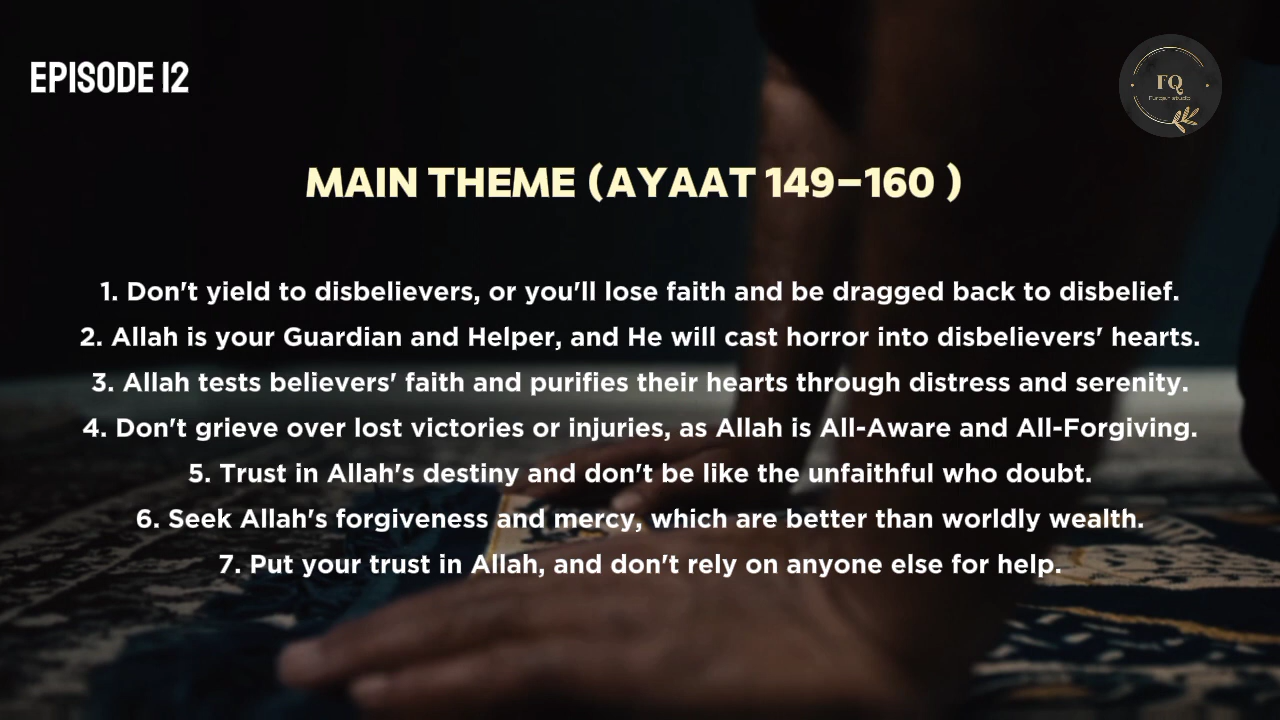 EPISODE 12
FQ
Furqan studio
MAIN THEME (AYAAT 149–160 )
1. Don't yield to disbelievers, or you'll lose faith and be dragged back to disbelief.
2. Allah is your Guardian and Helper, and He will cast horror into disbelievers' hearts.
3. Allah tests believers' faith and purifies their hearts through distress and serenity.
4. Don't grieve over lost victories or injuries, as Allah is All-Aware and All-Forgiving.
5. Trust in Allah's destiny and don't be like the unfaithful who doubt.
6. Seek Allah's forgiveness and mercy, which are better than worldly wealth.
7. Put your trust in Allah, and don't rely on anyone else for help.